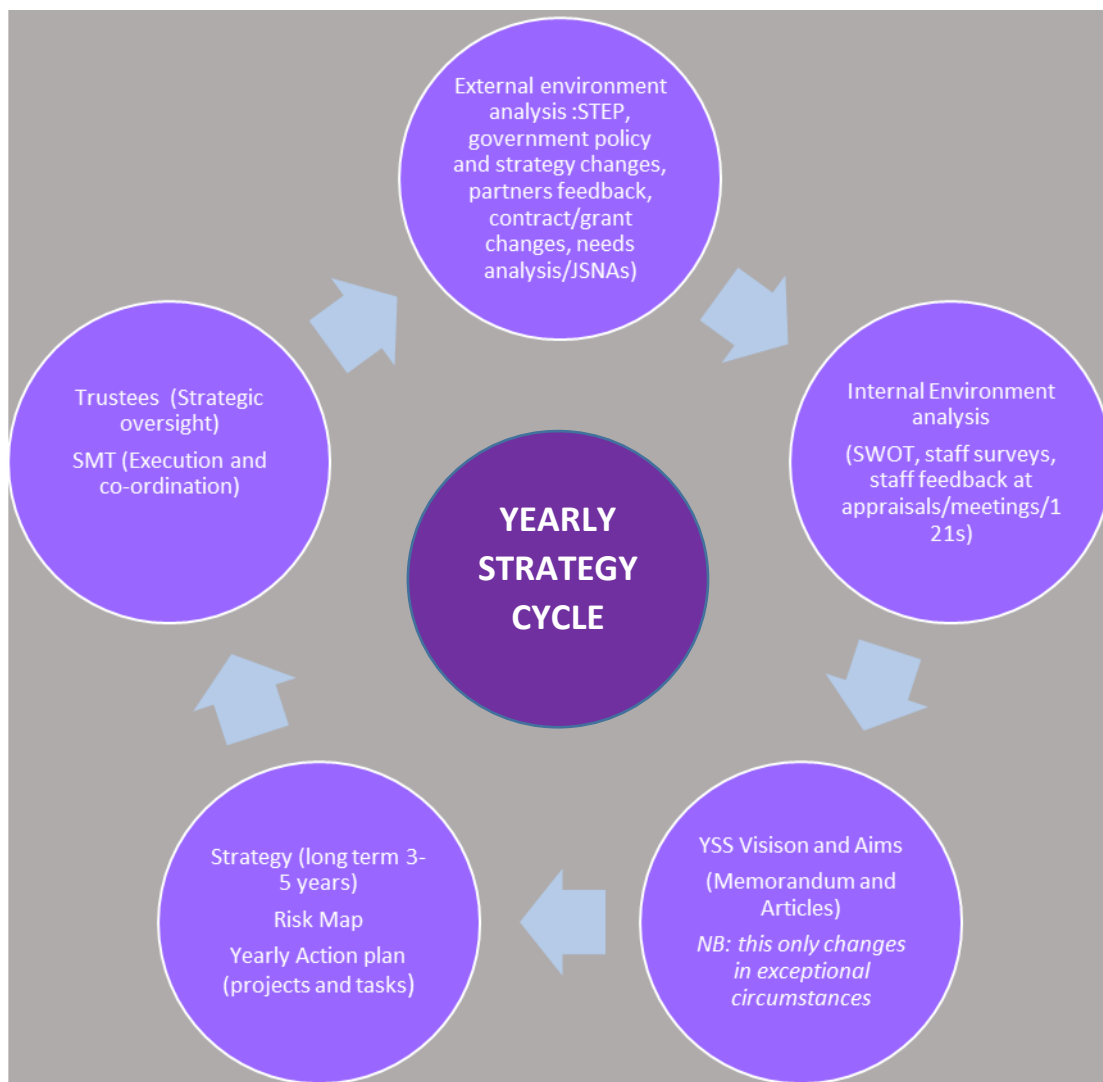 External environment
analysis :STEP,
government policy
and strategy changes,
partners feedback,
contract/grant
changes, needs
analysis/JSNAs)
Internal Environment
analysis
(SWOT, staff surveys,
staff feedback at
appraisals/meetings/1
21s)
YSS Visison and Aims
(Memorandum and
Articles)
NB: this only changes
in exceptional
circumstances
Strategy (long term 3-
5 years)
Risk Map
Yearly Action plan
(projects and tasks)
Trustees (Strategic
oversight)
SMT (Execution and
co-ordination)
YEARLY
STRATEGY
CYCLE